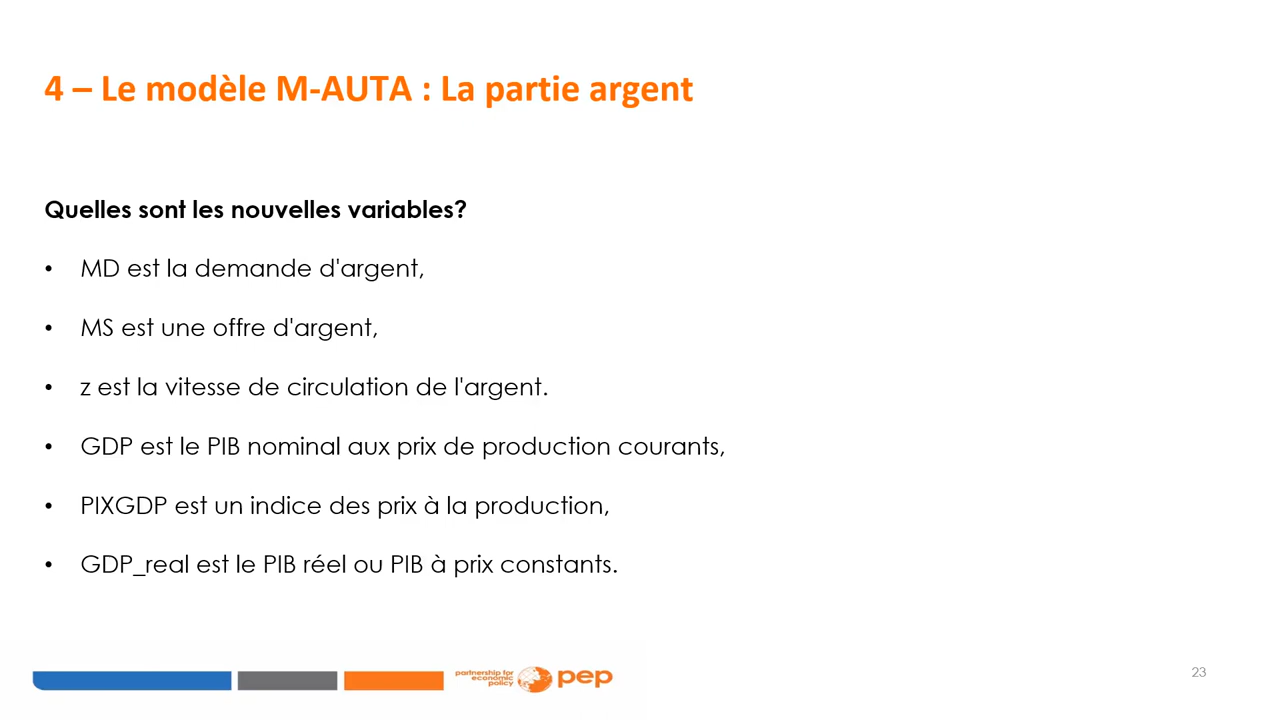 4 – Le modèle M-AUTA : La partie argent
Quelles sont les nouvelles variables?
• MD est la demande d'argent,
• MS est une offre d'argent,
• z est la vitesse de circulation de l'argent.
• GDP est le PIB nominal aux prix de production courants,
• PIXGDP est un indice des prix à la production,
• GDP_real est le PIB réel ou PIB à prix constants.
partnership for
economic
policy
pep
23